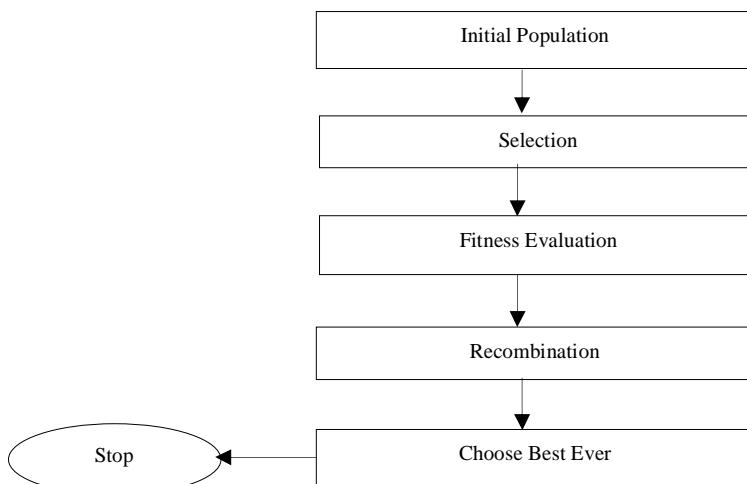 Initial Population
Selection
Fitness Evaluation
Recombination
Choose Best Ever
Stop